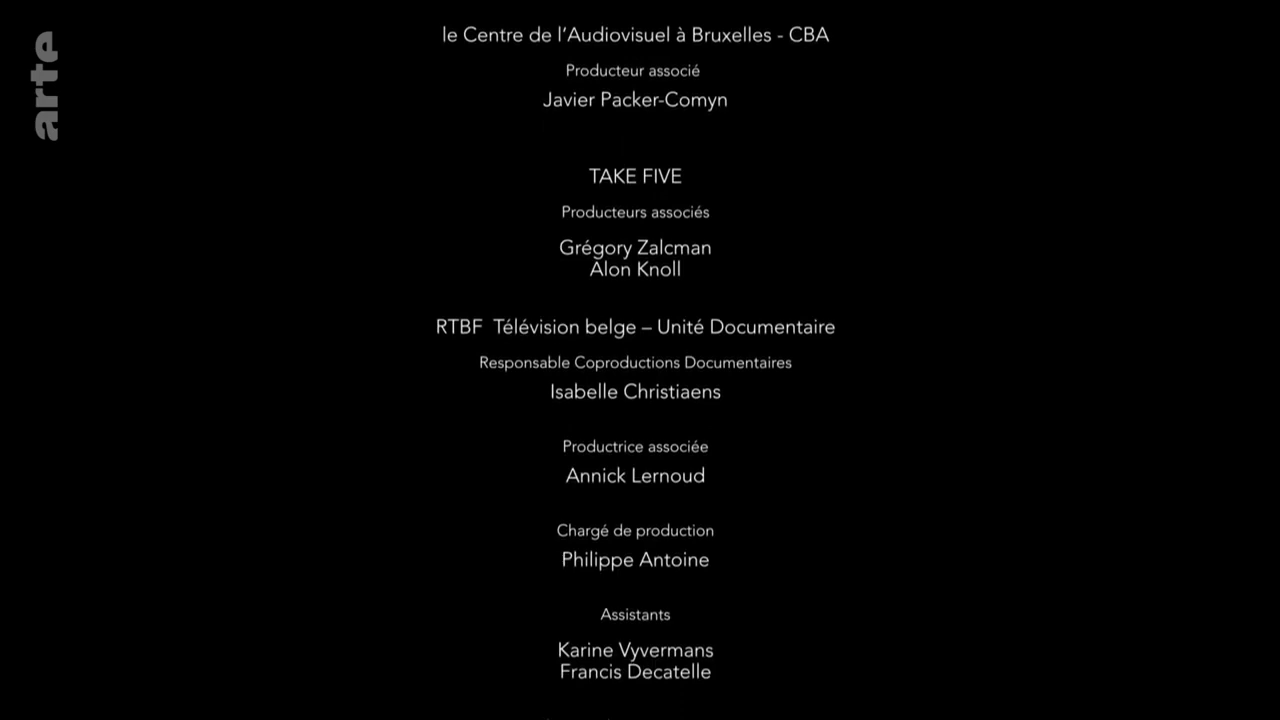 arte
le Centre de l’Audiovisuel à Bruxelles - CBA
Producteur associé
Javier Packer-Comyn
TAKE FIVE
Producteurs associés
Grégory Zalcman
Alon Knoll
RTBF  Télévision belge – Unité Documentaire
Responsable Coproductions Documentaires
Isabelle Christiaens
Productrice associée
Annick Lernoud
Chargé de production
Philippe Antoine
Assistants
Karine Vyvermans
Francis Decatelle